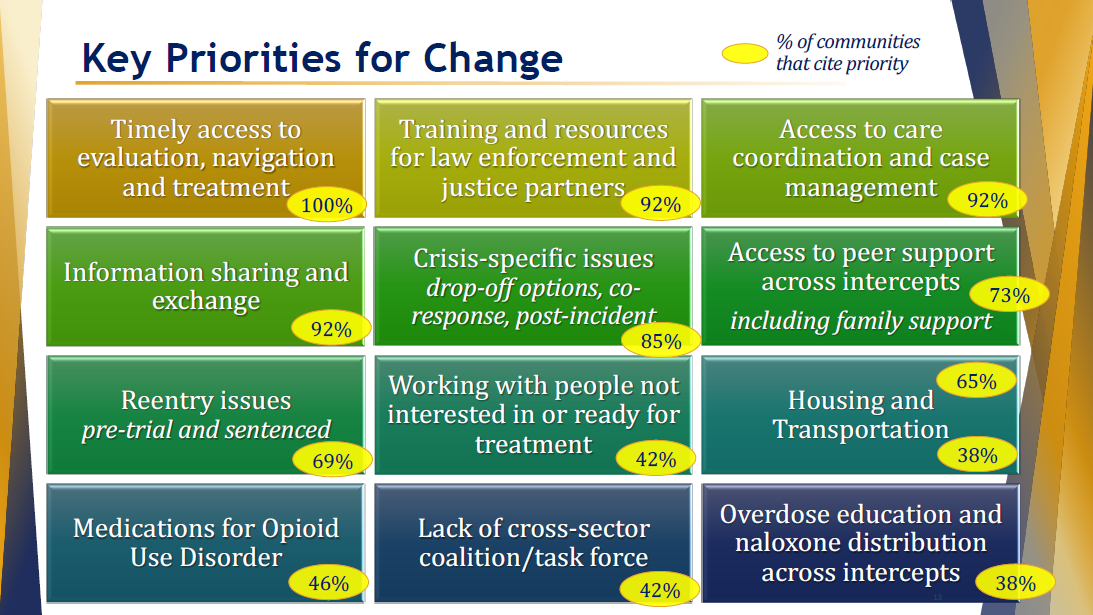 Key Priorities for Change
% of communities
that cite priority
Timely access to
evaluation, navigation
and treatment
100%
Training and resources
for law enforcement and
justice partners
92%
Access to care
coordination and case
management
92%
Information sharing and
exchange
92%
Crisis-specific issues
drop-off options, co-
response, post-incident
85%
Access to peer support
across intercepts
73%
including family support
Reentry issues
pre-trial and sentenced
69%
Working with people not
interested in or ready for
treatment
42%
65%
Housing and
Transportation
38%
Medications for Opioid
Use Disorder
46%
Lack of cross-sector
coalition/task force
42%
Overdose education and
naloxone distribution
across intercepts
38%